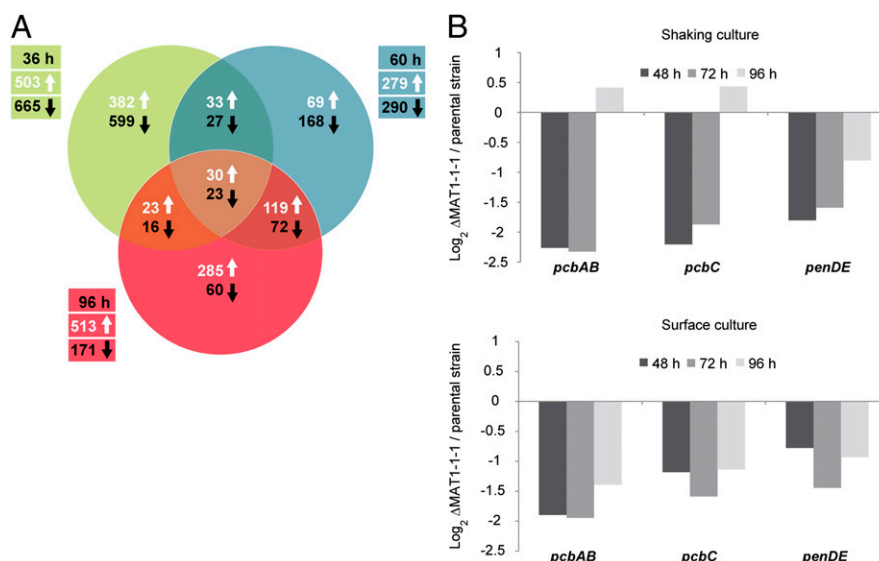 A
36 h
503
665
60 h
279
290
382
599
33
27
69
168
30
23
23
16
119
72
285
60
96 h
513
171
B
Shaking culture
48 h 72 h 96 h
Log2 ΔMAT1-1-1 / parental strain
1
0.5
0
-0.5
-1
-1.5
-2
-2.5
pcbAB pcbC penDE
Surface culture
48 h 72 h 96 h
Log2 ΔMAT1-1-1 / parental strain
1
0.5
0
-0.5
-1
-1.5
-2
-2.5
pcbAB pcbC penDE